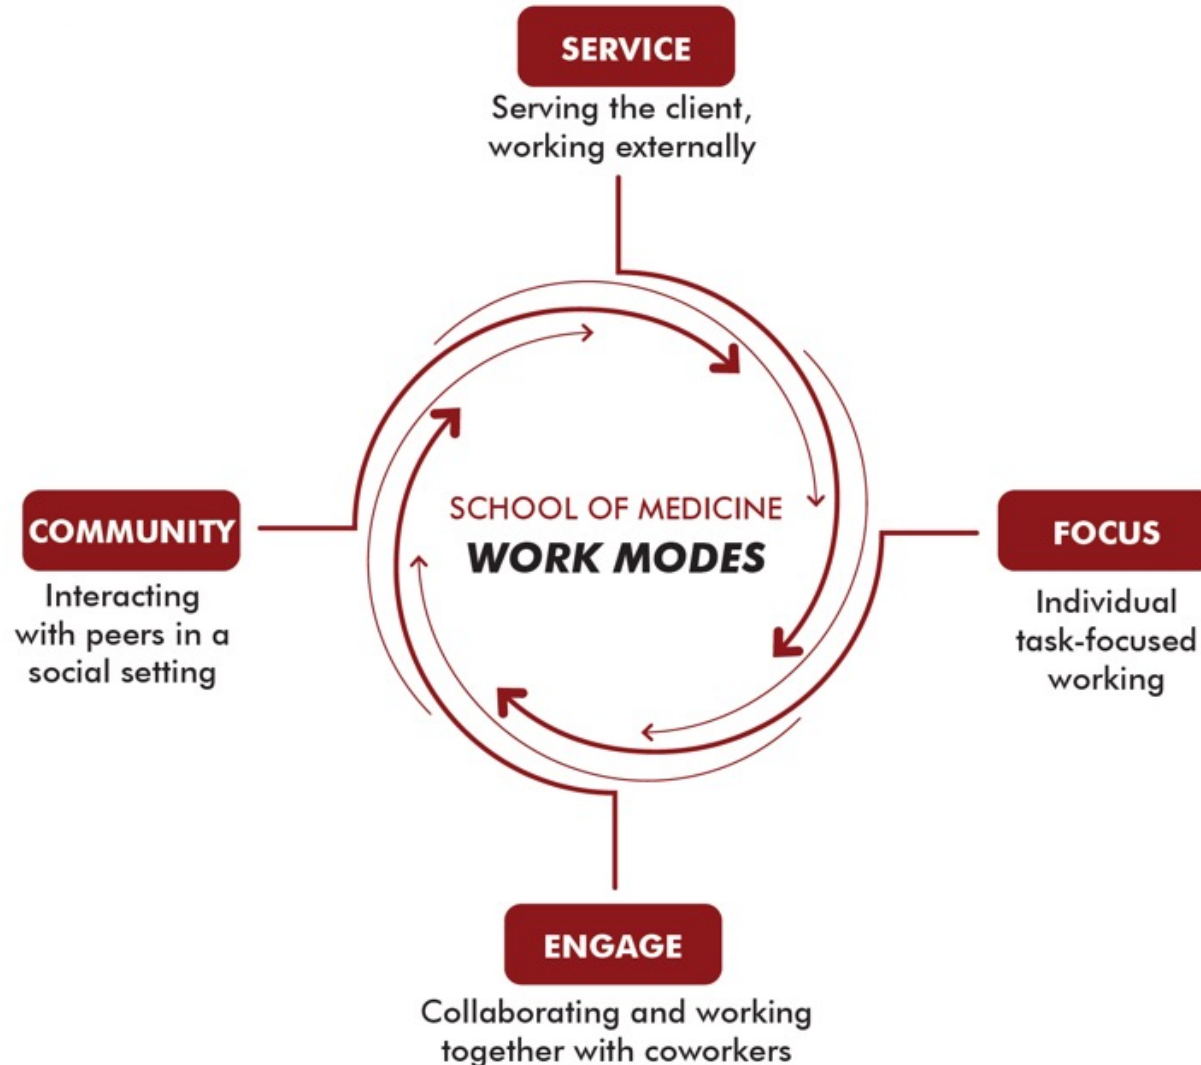 SERVICE
Serving the client,
working externally
SCHOOL OF MEDICINE
WORK MODES
COMMUNITY
Interacting
with peers in a
social setting
FOCUS
Individual
task-focused
working
ENGAGE
Collaborating and working
together with coworkers